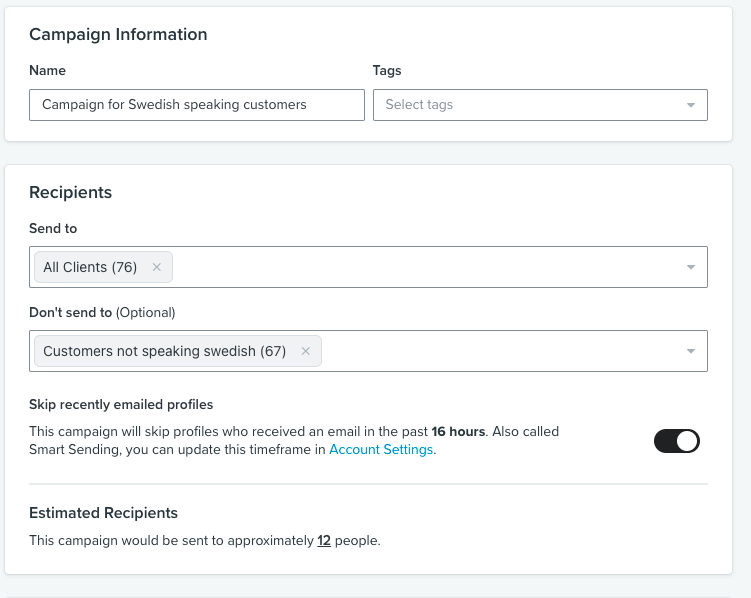 Campaign Information
Name
Tags
Campaign for Swedish speaking customers
Select tags
Recipients
Send to
All Clients (76) ×
Don't send to (Optional)
Customers not speaking swedish (67) ×
Skip recently emailed profiles
This campaign will skip profiles who received an email in the past 16 hours. Also called
Smart Sending, you can update this timeframe in Account Settings.
Estimated Recipients
This campaign would be sent to approximately 12 people.